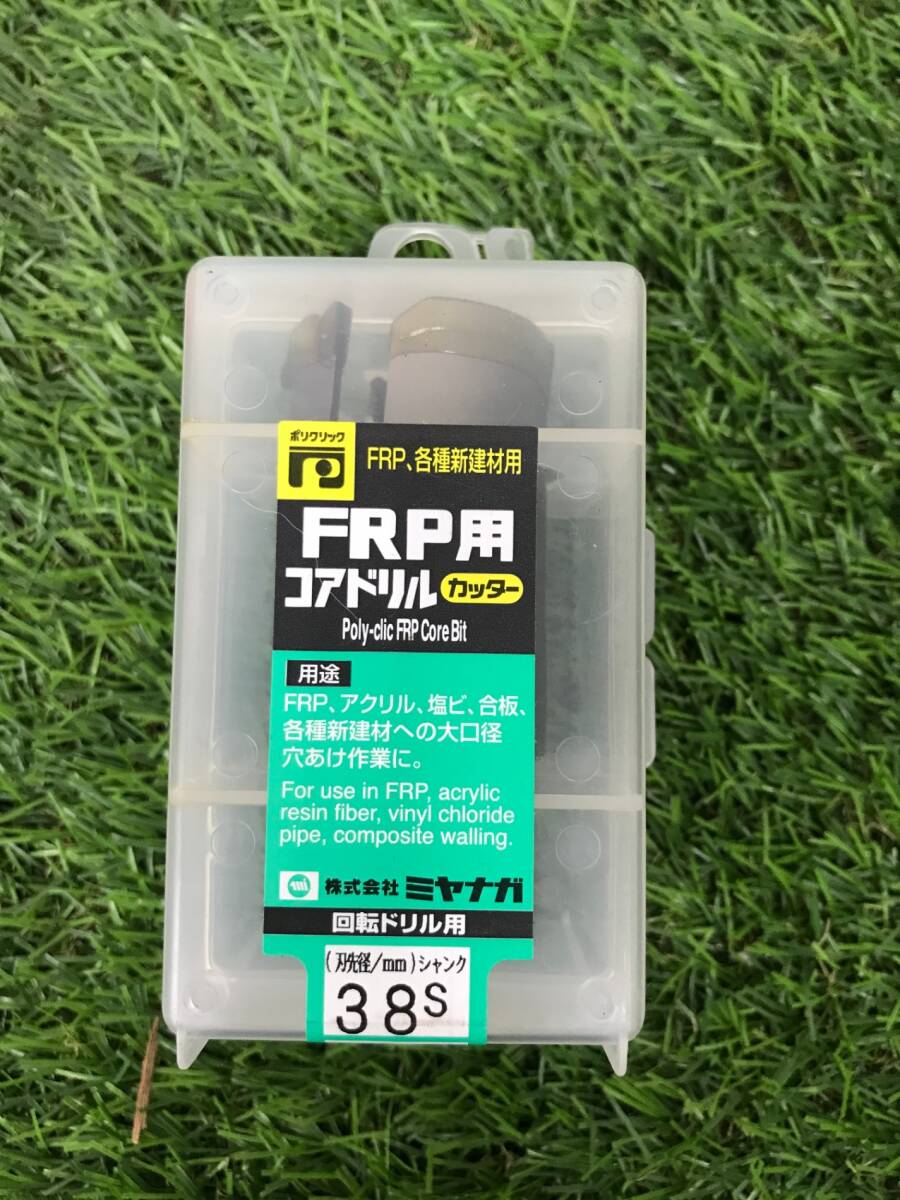 ポリクリック
FRP、各種新建材用
FRP用
コアドリル カッター
Poly-clic FRP Core Bit
用途
FRP、アクリル、塩ビ、合板、
各種新建材への大口径
穴あけ作業に。
For use in FRP, acrylic
resin fiber, vinyl chloride
pipe, composite walling.
mi 株式会社 ミヤナガ
回転ドリル用
(刃先径/mm)シャンク
38S